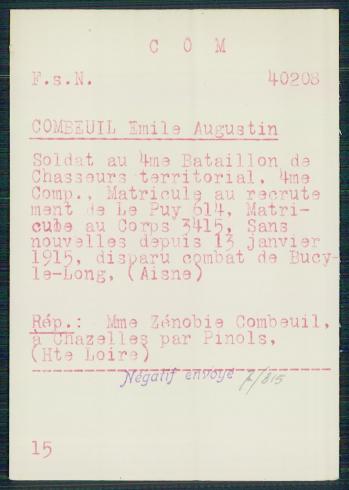 C O M
F.s.N. 40208
COMBEUIL Emile Augustin
Soldat au 4me Bataillon de
Chasseurs territorial, 4me
Comp., Matricule au recrute
ment de Le Puy 614, Matri-
cule au Corps 3415, Sans
nouvelles depuis 13 janvier
1915, disparu combat de Bucy-
le-Long, (Aisne)
Rép.: Mme Zénobie Combeuil,
à Chazelles par Pinols,
(Hte Loire)
Négatif envoyé
15